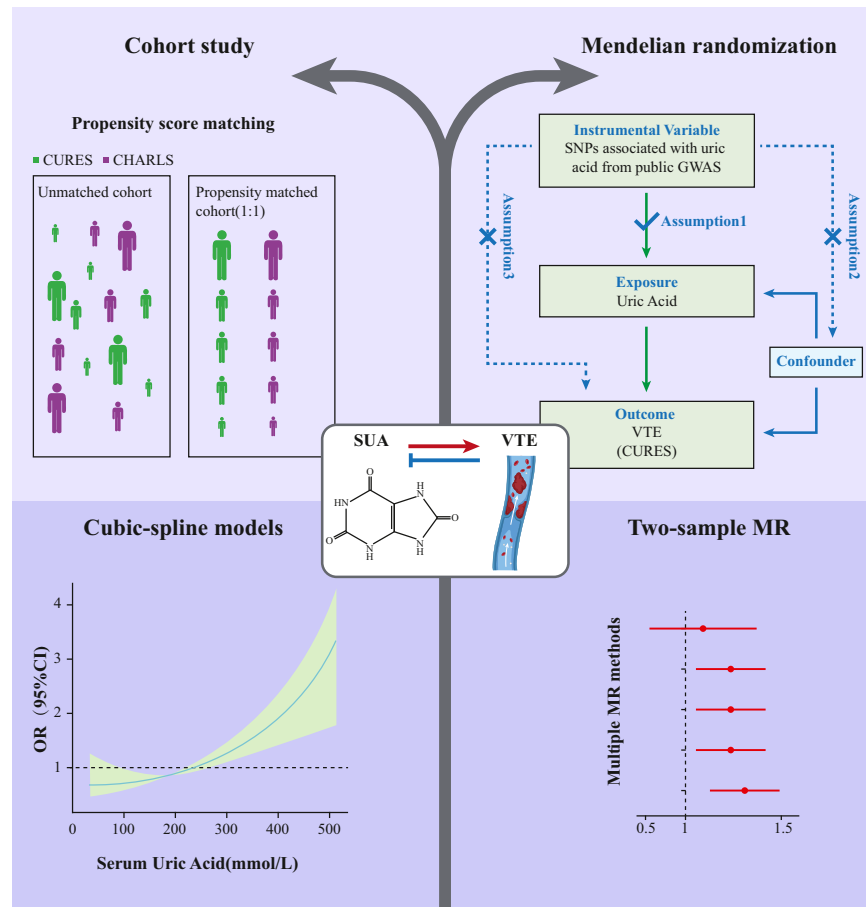 Cohort study
Propensity score matching
CURES CHARLS
Unmatched cohort
Propensity matched
cohort(1:1)
Mendelian randomization
Instrumental Variable
SNPs associated with uric
acid from public GWAS
Assumption1
Assumption2
Assumption3
Exposure
Uric Acid
Confounder
Outcome
VTE
(CURES)
SUA
VTE
O
H
N
HN
O
O
N
H
N
H
Cubic-spline models
OR (95%CI)
4
3
2
1
0
100
200
300
400
500
Serum Uric Acid(mmol/L)
Two-sample MR
Multiple MR methods
0.5
1
1.5